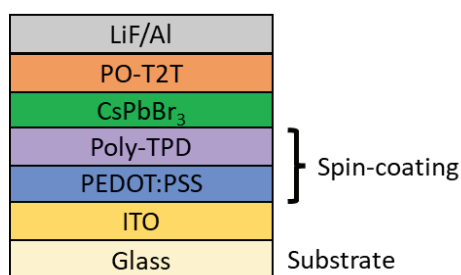 LiF/Al
PO-T2T
CsPbBr₃
Poly-TPD
PEDOT:PSS
Spin-coating
ITO
Glass
Substrate